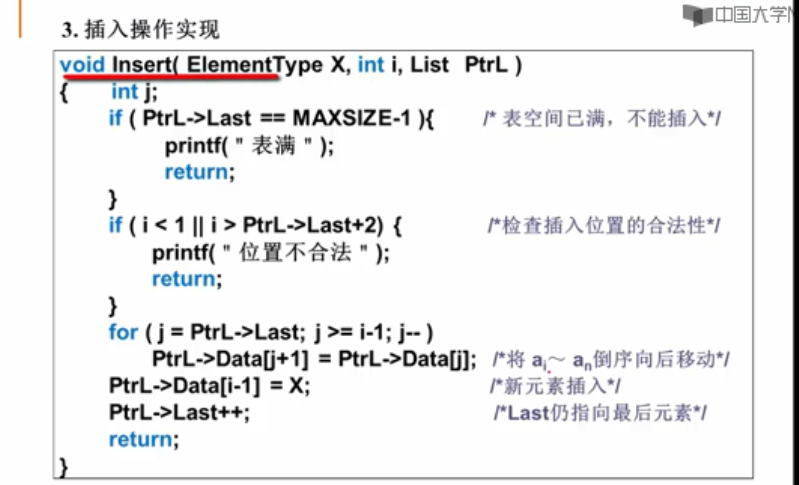 中国大学M
3. 插入操作实现
void Insert( ElementType X, int i, List PtrL )
{ int j;
if ( PtrL->Last == MAXSIZE-1 ){ /* 表空间已满，不能插入*/
printf( " 表满 " );
return;
}
if ( i < 1 || i > PtrL->Last+2) { /*检查插入位置的合法性*/
printf( " 位置不合法 " );
return;
}
for ( j = PtrL->Last; j >= i-1; j-- )
PtrL->Data[j+1] = PtrL->Data[j]; /*将 ai～ an倒序向后移动*/
PtrL->Data[i-1] = X; /*新元素插入*/
PtrL->Last++; /*Last仍指向最后元素*/
return;
}